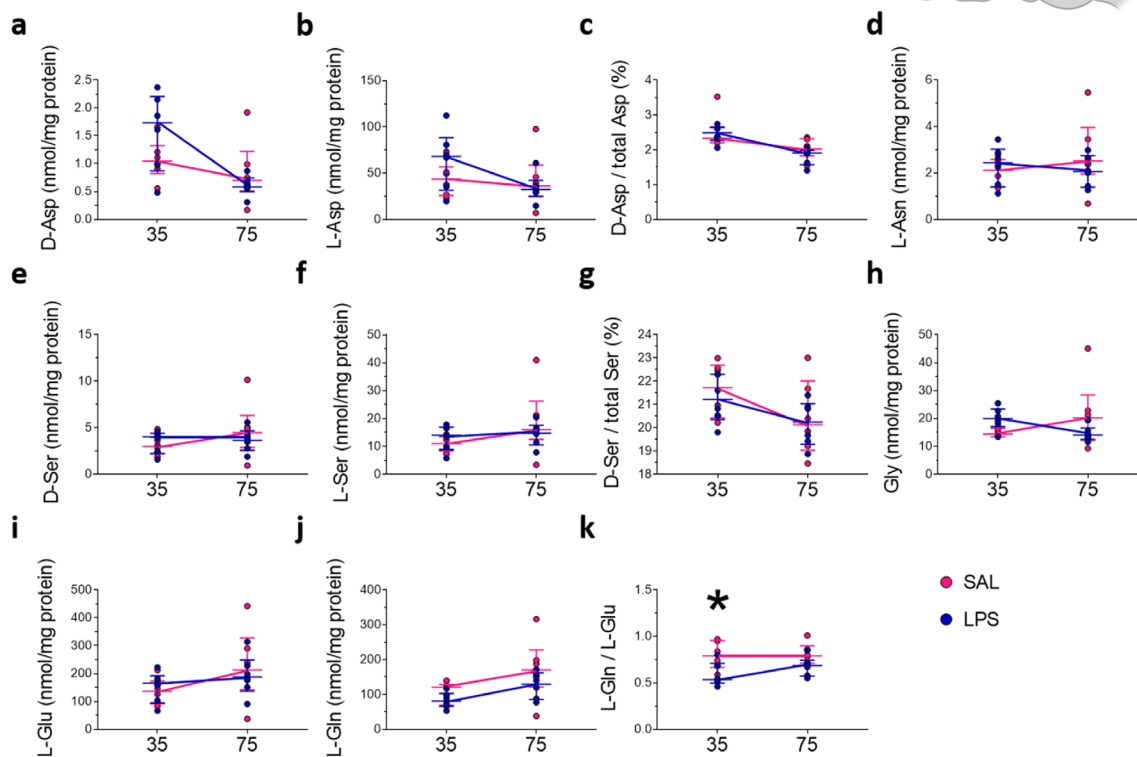 a
D-Asp (nmol/mg protein)
2.5
2.0
1.5
1.0
0.5
0.0
35 75
b
L-Asp (nmol/mg protein)
150
100
50
0
35 75
c
D-Asp / total Asp (%)
4
3
2
1
0
35 75
d
L-Asn (nmol/mg protein)
6
4
2
0
35 75
e
D-Ser (nmol/mg protein)
15
10
5
0
35 75
f
L-Ser (nmol/mg protein)
50
40
30
20
10
0
35 75
g
D-Ser / total Ser (%)
24
23
22
21
20
19
18
35 75
h
Gly (nmol/mg protein)
50
40
30
20
10
0
35 75
i
L-Glu (nmol/mg protein)
500
400
300
200
100
0
35 75
j
L-Gln (nmol/mg protein)
400
300
200
100
0
35 75
k
L-Gln / L-Glu
1.5
1.0
0.5
0.0
*
35 75
SAL
LPS